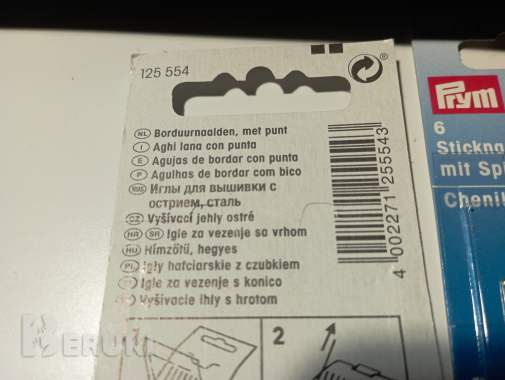 125 554
®
NL Borduurnaalden, met punt
I Aghi lana con punta
E Agujas de bordar con punta
P Agulhas de bordar com bico
RUS Иглы для вышивки с
острием, сталь
CZ Vyšívací jehly ostré
HR SR Igle za vezenje sa vrhom
HU Hímzőtű, hegyes
PL Igły hafciarskie z czubkiem
Igle za vezenje s konico
Vyšívacie ihly s hrotom
1 2
4 002271 255543
Prym
6
mit
BERUK